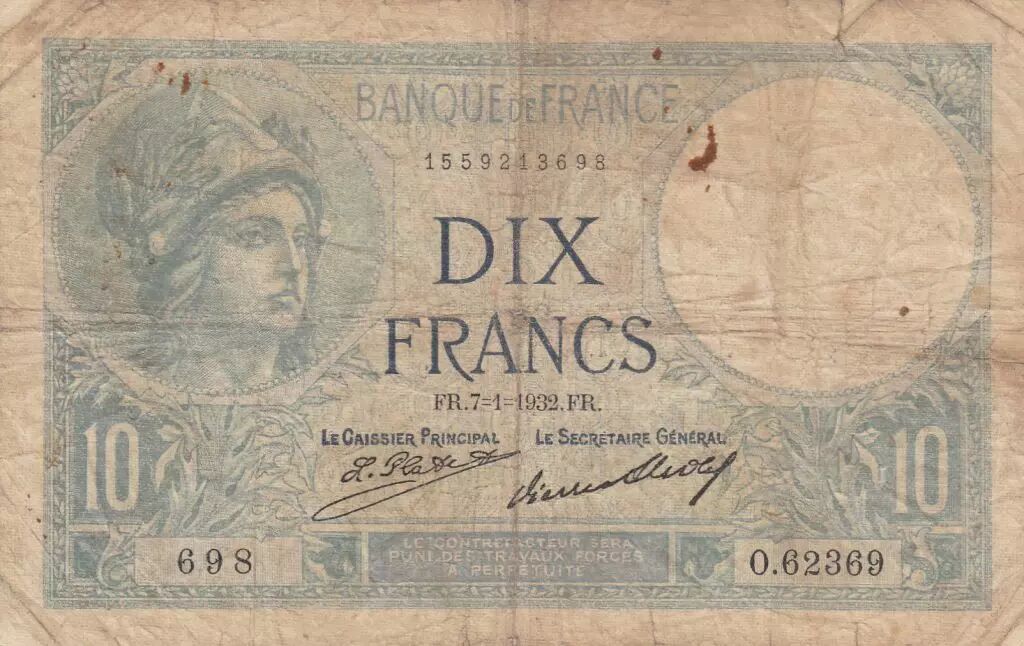 BANQUE DE FRANCE
1559213698
DIX
FRANCS
FR.7=1=1932.FR.
LE CAISSIER PRINCIPAL
LE SECRÉTAIRE GÉNÉRAL
10
10
LE CONTREFACTEUR SERA
PUNI DES TRAVAUX FORCÉS
À PERPÉTUITÉ
698
O.62369